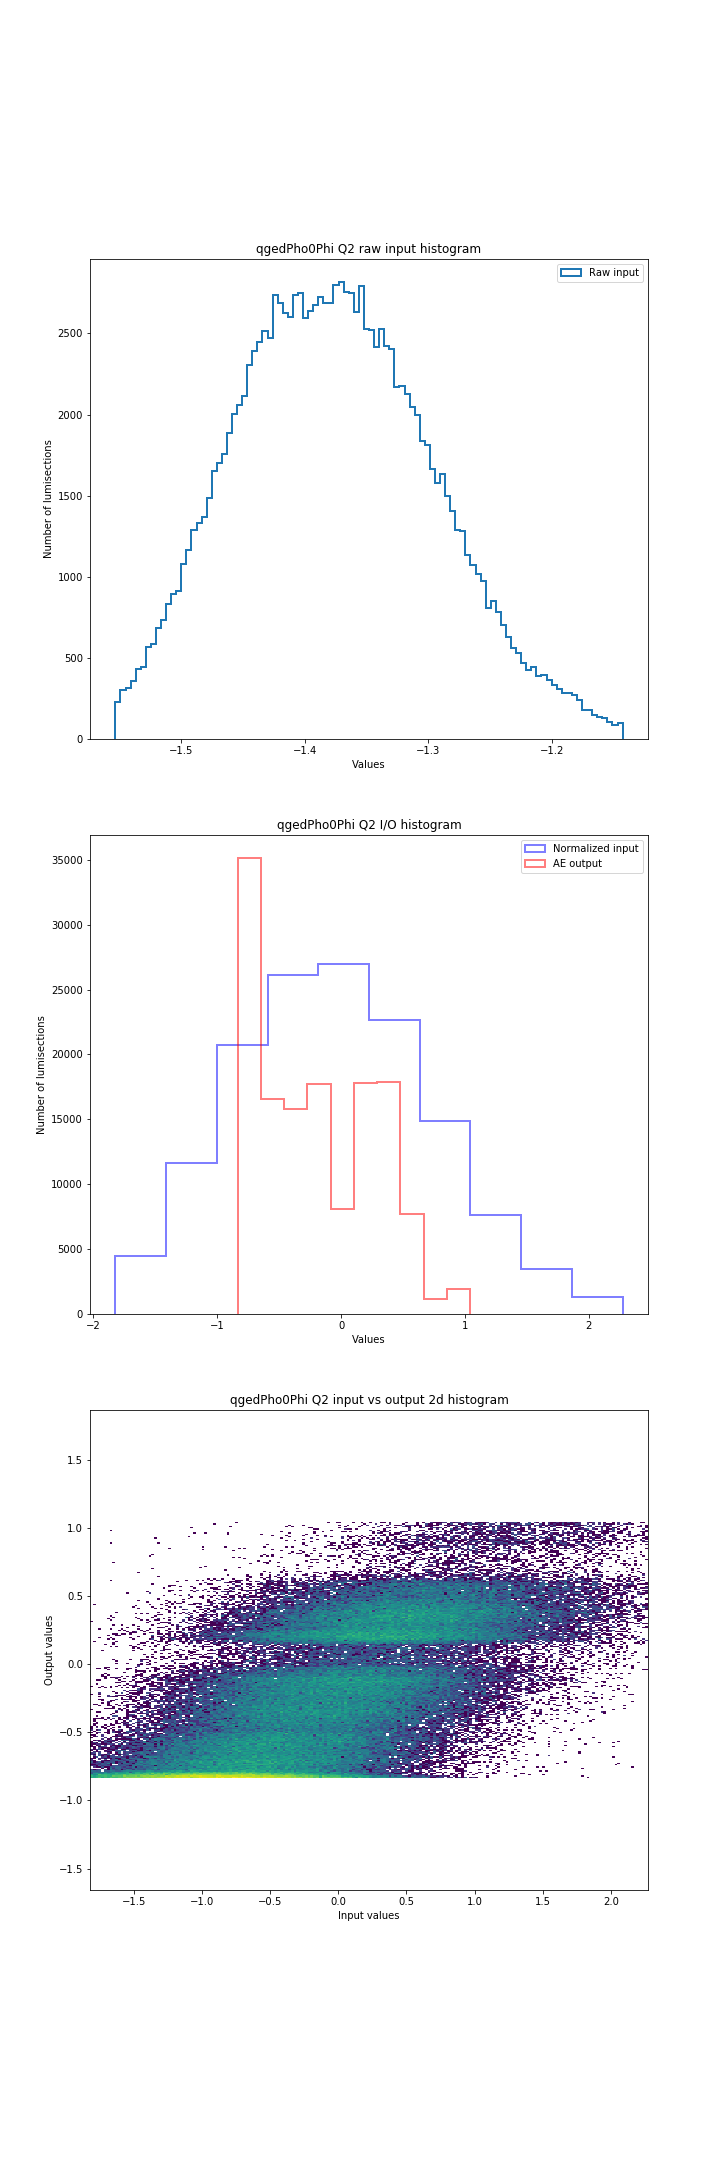 qgedPho0Phi Q2 raw input histogram
Raw input
2500
2000
1500
1000
500
0
Number of lumisections
−1.5 −1.4 −1.3 −1.2
Values
qgedPho0Phi Q2 I/O histogram
Normalized input
AE output
35000
30000
25000
20000
15000
10000
5000
0
Number of lumisections
−2 −1 0 1 2
Values
qgedPho0Phi Q2 input vs output 2d histogram
1.5
1.0
0.5
0.0
−0.5
−1.0
−1.5
Output values
−1.5 −1.0 −0.5 0.0 0.5 1.0 1.5 2.0
Input values